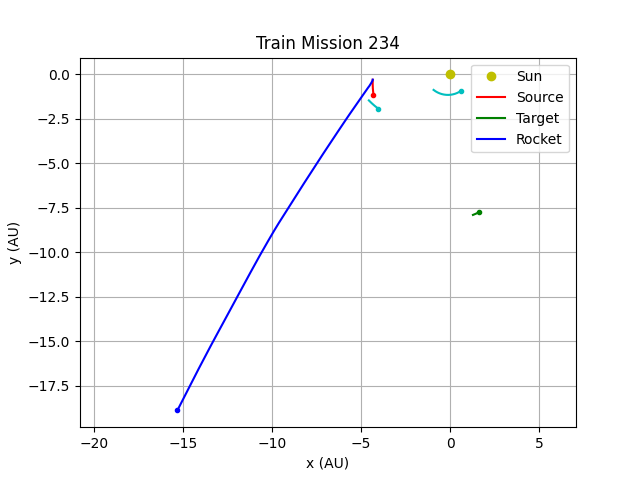 Train Mission 234
Sun
Source
Target
Rocket
0.0
−2.5
−5.0
−7.5
−10.0
−12.5
−15.0
−17.5
y (AU)
−20
−15
−10
−5
0
5
x (AU)